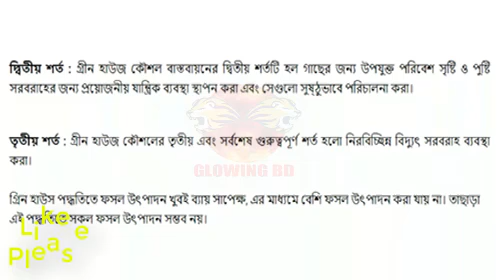 দ্বিতীয় শর্ত : গ্রীন হাউজ কৌশল বাস্তবায়নের দ্বিতীয় শর্তটি হল গাছের জন্য উপযুক্ত পরিবেশ সৃষ্টি ও পুষ্টি
সরবরাহের জন্য প্রয়োজনীয় যান্ত্রিক ব্যবস্থা স্থাপন করা এবং সেগুলো সুষ্ঠুভাবে পরিচালনা করা।
তৃতীয় শর্ত : গ্রীন হাউজ কৌশলের তৃতীয় এবং সর্বশেষ গুরুত্বপূর্ণ শর্ত হলো নিরবিচ্ছিন্ন বিদ্যুৎ সরবরাহ ব্যবস্থা
করা।
GLOWING BD
গ্রিন হাউস পদ্ধতিতে ফসল উৎপাদন খুবই ব্যায় সাপেক্ষ, এর মাধ্যমে বেশি ফসল উৎপাদন করা যায় না। তাছাড়া
এই পদ্ধতিতে সকল ফসল উৎপাদন সম্ভব নয়।
Like
Please